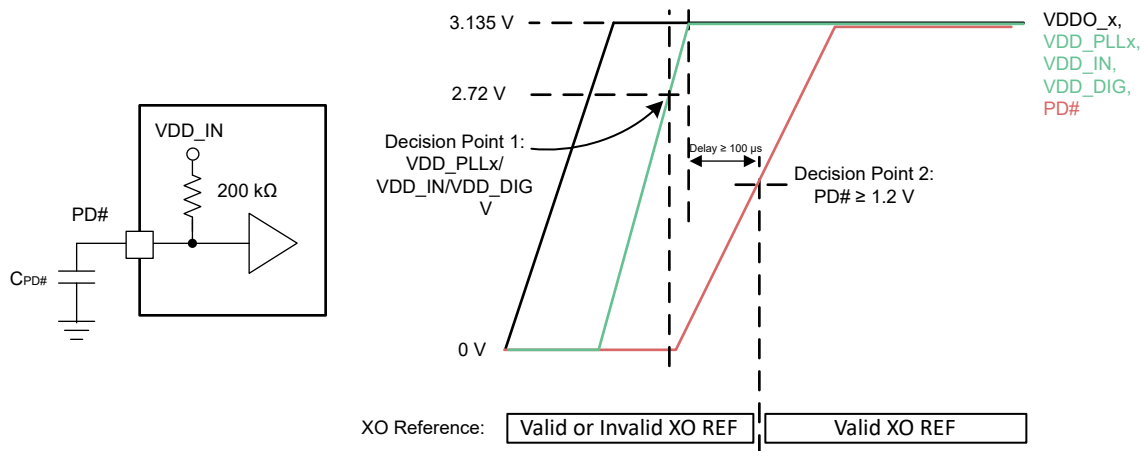 VDD_IN
200 kΩ
PD#
CPD#
3.135 V
2.72 V
0 V
Decision Point 1:
VDD_PLLx/
VDD_IN/VDD_DIG
V
Delay ≥ 100 µs
Decision Point 2:
PD# ≥ 1.2 V
VDDO_x,
VDD_PLLx,
VDD_IN,
VDD_DIG,
PD#
XO Reference:
Valid or Invalid XO REF
Valid XO REF